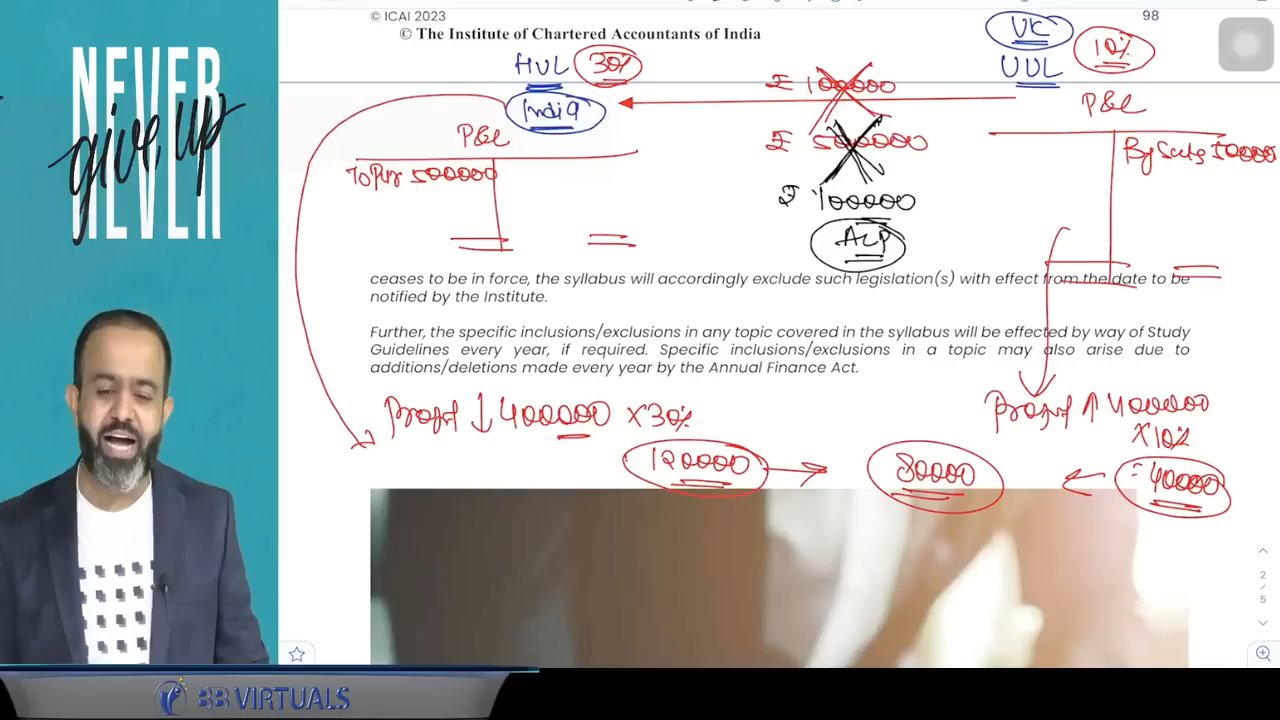 NEVER
give up
NEVER
© ICAI 2023
98
© The Institute of Chartered Accountants of India
UK
10%
HUL 30%
UUL
₹ 100000
India
P&L
P&L
₹ 500000
By Sales 500000
To Pur 500000
₹ 100000
ALP
ceases to be in force, the syllabus will accordingly exclude such legislation(s) with effect from the date to be
notified by the Institute.
Further, the specific inclusions/exclusions in any topic covered in the syllabus will be effected by way of Study
Guidelines every year, if required. Specific inclusions/exclusions in a topic may also arise due to
additions/deletions made every year by the Annual Finance Act.
Profit ↓ 400000 x 30%
Profit ↑ 400000
x 10%
120000 → 80000 ← = 40000
2
/
5
BB VIRTUALS